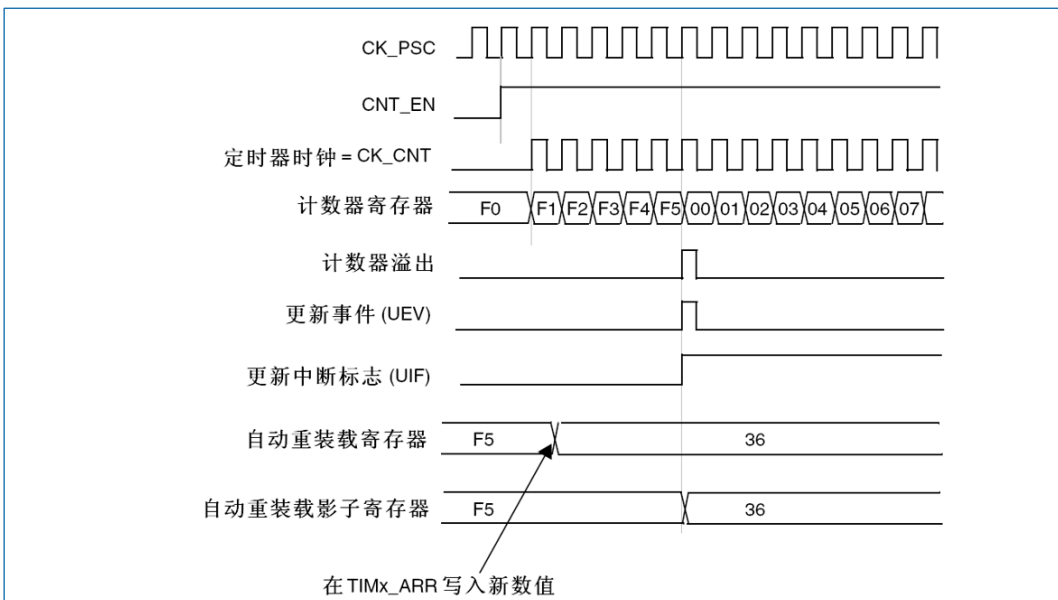 CK_PSC
CNT_EN
定时器时钟 = CK_CNT
计数器寄存器 F0 F1 F2 F3 F4 F5 00 01 02 03 04 05 06 07
计数器溢出
更新事件 (UEV)
更新中断标志 (UIF)
自动重装载寄存器 F5 36
自动重装载影子寄存器 F5 36
在 TIMx_ARR 写入新数值